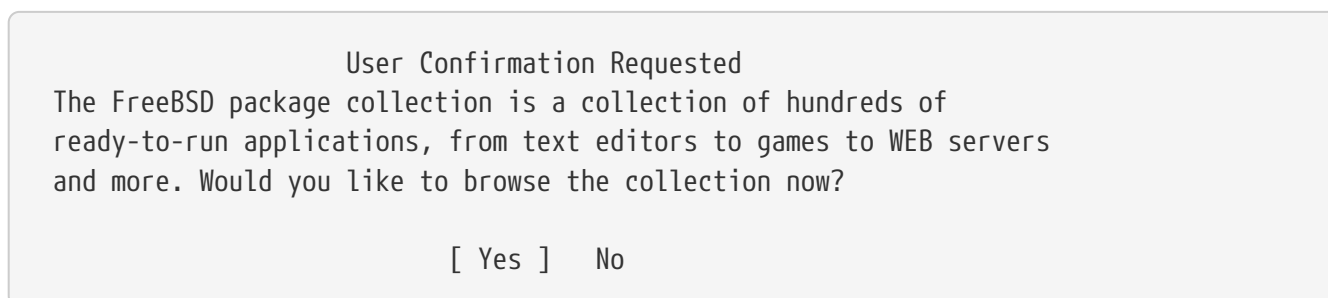 User Confirmation Requested
The FreeBSD package collection is a collection of hundreds of
ready-to-run applications, from text editors to games to WEB servers
and more. Would you like to browse the collection now?
[ Yes ] No